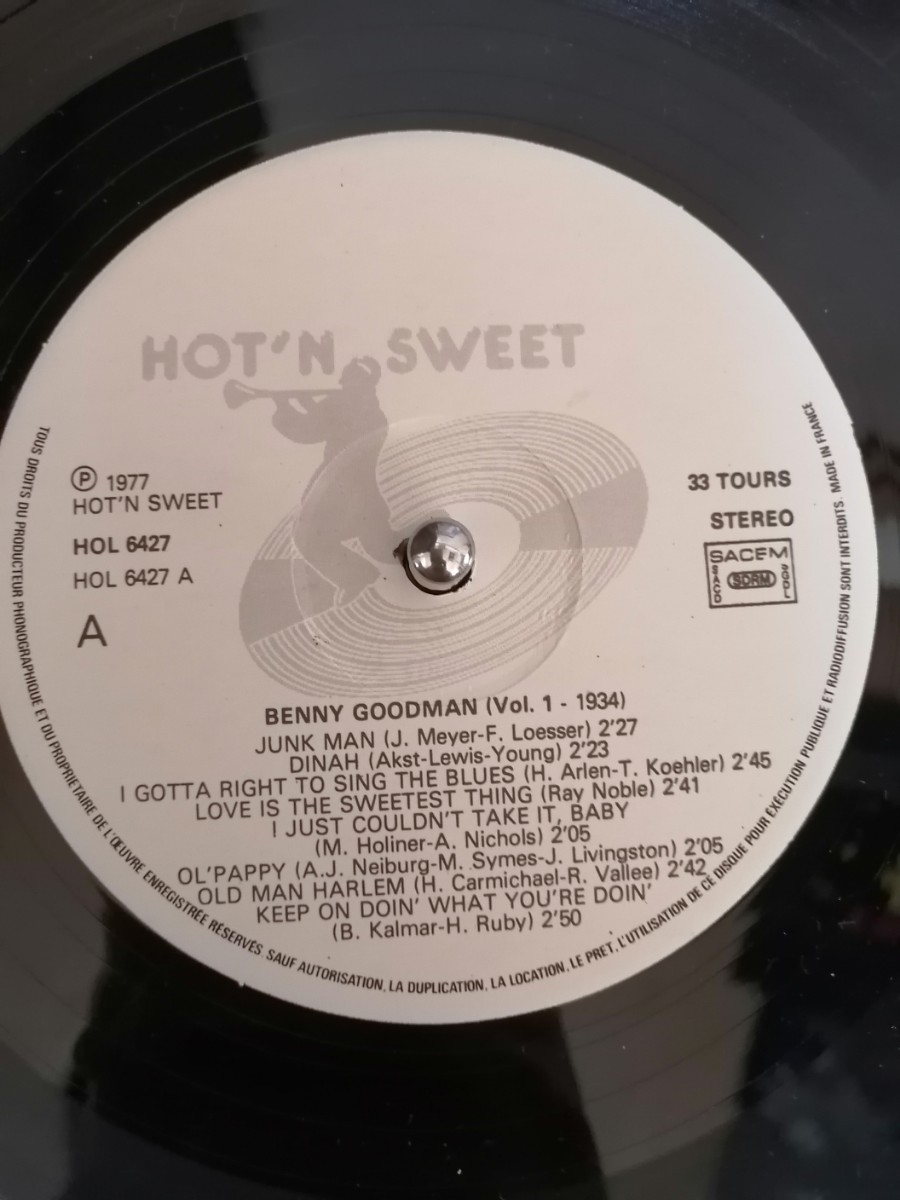 HOT'N SWEET
℗ 1977
HOT'N SWEET
HOL 6427
HOL 6427 A
A
33 TOURS
STEREO
SACEM
SACD
SDRM
SGDL
BENNY GOODMAN (Vol. 1 - 1934)
JUNK MAN (J. Meyer-F. Loesser) 2'27
DINAH (Akst-Lewis-Young) 2'23
I GOTTA RIGHT TO SING THE BLUES (H. Arlen-T. Koehler) 2'45
LOVE IS THE SWEETEST THING (Ray Noble) 2'41
I JUST COULDN'T TAKE IT, BABY
(M. Holiner-A. Nichols) 2'05
OL'PAPPY (A.J. Neiburg-M. Symes-J. Livingston) 2'05
OLD MAN HARLEM (H. Carmichael-R. Vallee) 2'42
KEEP ON DOIN' WHAT YOU'RE DOIN'
(B. Kalmar-H. Ruby) 2'50
TOUS DROITS DU PRODUCTEUR PHONOGRAPHIQUE ET DU PROPRIETAIRE DE L'ŒUVRE ENREGISTREE RESERVES. SAUF AUTORISATION, LA DUPLICATION, LA LOCATION, LE PRET, L'UTILISATION DE CE DISQUE POUR EXECUTION PUBLIQUE ET RADIODIFFUSION SONT INTERDITS. MADE IN FRANCE